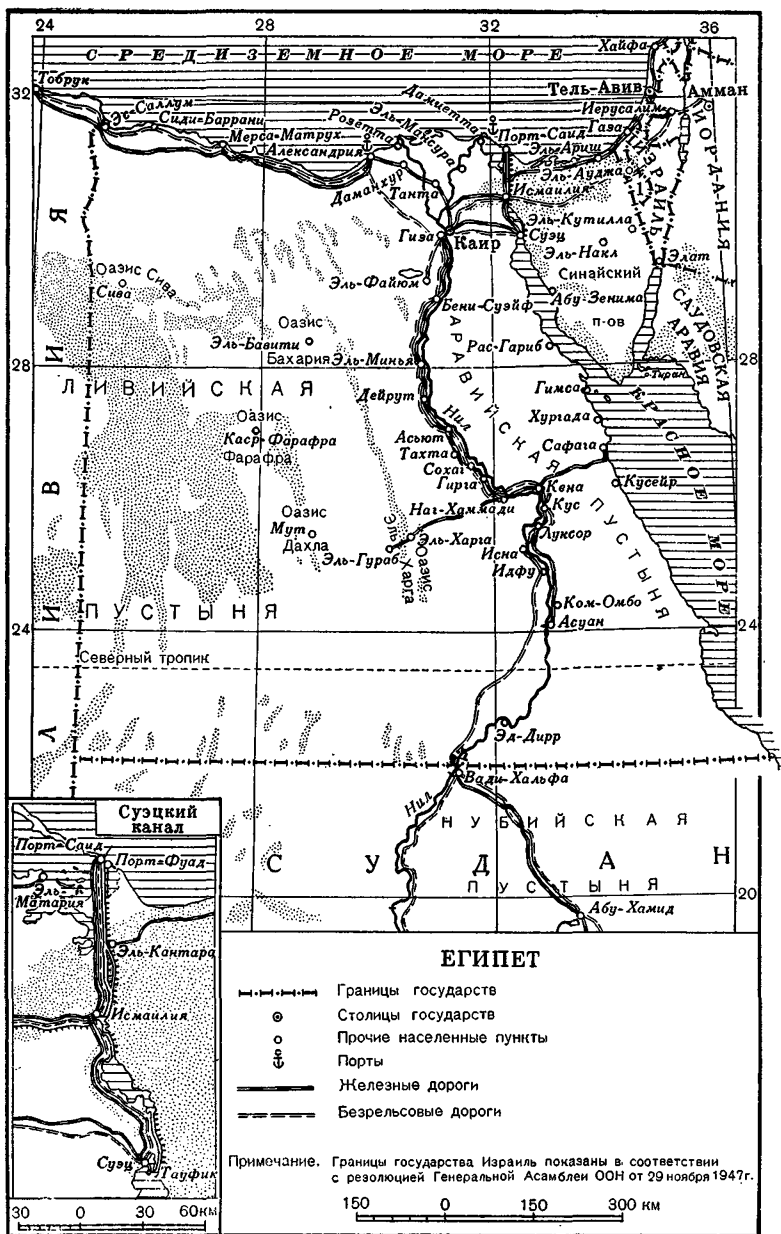 24 28 32 36
СРЕДИЗЕМНОЕ МОРЕ
Хайфа
Тобрук
32
Эс-Саллум
Сиди-Баррани
Мерса-Матрух
Розетта
Эль-Мансура
Дамиетта
Порт-Саид
Тель-Авив
Амман
Иерусалим
Газа
Александрия
Эль-Ариш
Эль-Ауджа
ИЗРАИЛЬ
ИОРДАНИЯ
Даманхур
Танта
Исмаилия
Эль-Кутилла
Гиза
Каир
Суэц
Эль-Накл
Элат
Оазис Сива
Сива
Эль-Файюм
Синайский
п-ов
Абу-Зенима
САУДОВСКАЯ
АРАВИЯ
Бени-Суэйф
Оазис
Бахария
Эль-Бавити
Эль-Минья
Рас-Гариб
28
28
о.Тиран
ЛИВИЙСКАЯ
ПУСТЫНЯ
ЛИВИЯ
АРАВИЙСКАЯ
ПУСТЫНЯ
КРАСНОЕ МОРЕ
Дейрут
Нил
Гимса
Хургада
Сафага
Оазис
Каср-Фарафра
Фарафра
Асьют
Тахта
Сохаг
Гирга
Кена
Кусейр
Наг-Хаммади
Кус
Луксор
Оазис
Мут
Дахла
Эль-Гураб
Эль-Харга
Оазис
Эль-Харга
Исна
Идфу
Ком-Омбо
24
24
Асуан
Северный тропик
Эд-Дирр
Вади-Хальфа
Нил
НУБИЙСКАЯ
ПУСТЫНЯ
СУДАН
20
Абу-Хамид
Суэцкий
канал
Порт-Саид
Порт-Фуад
Эль-
Матария
Эль-Кантара
Исмаилия
Суэц
Тауфик
30 0 30 60км
ЕГИПЕТ
Границы государств
Столицы государств
Прочие населенные пункты
Порты
Железные дороги
Безрельсовые дороги
Примечание. Границы государства Израиль показаны в соответствии
с резолюцией Генеральной Асамблеи ООН от 29 ноября 1947г.
150 0 150 300 км